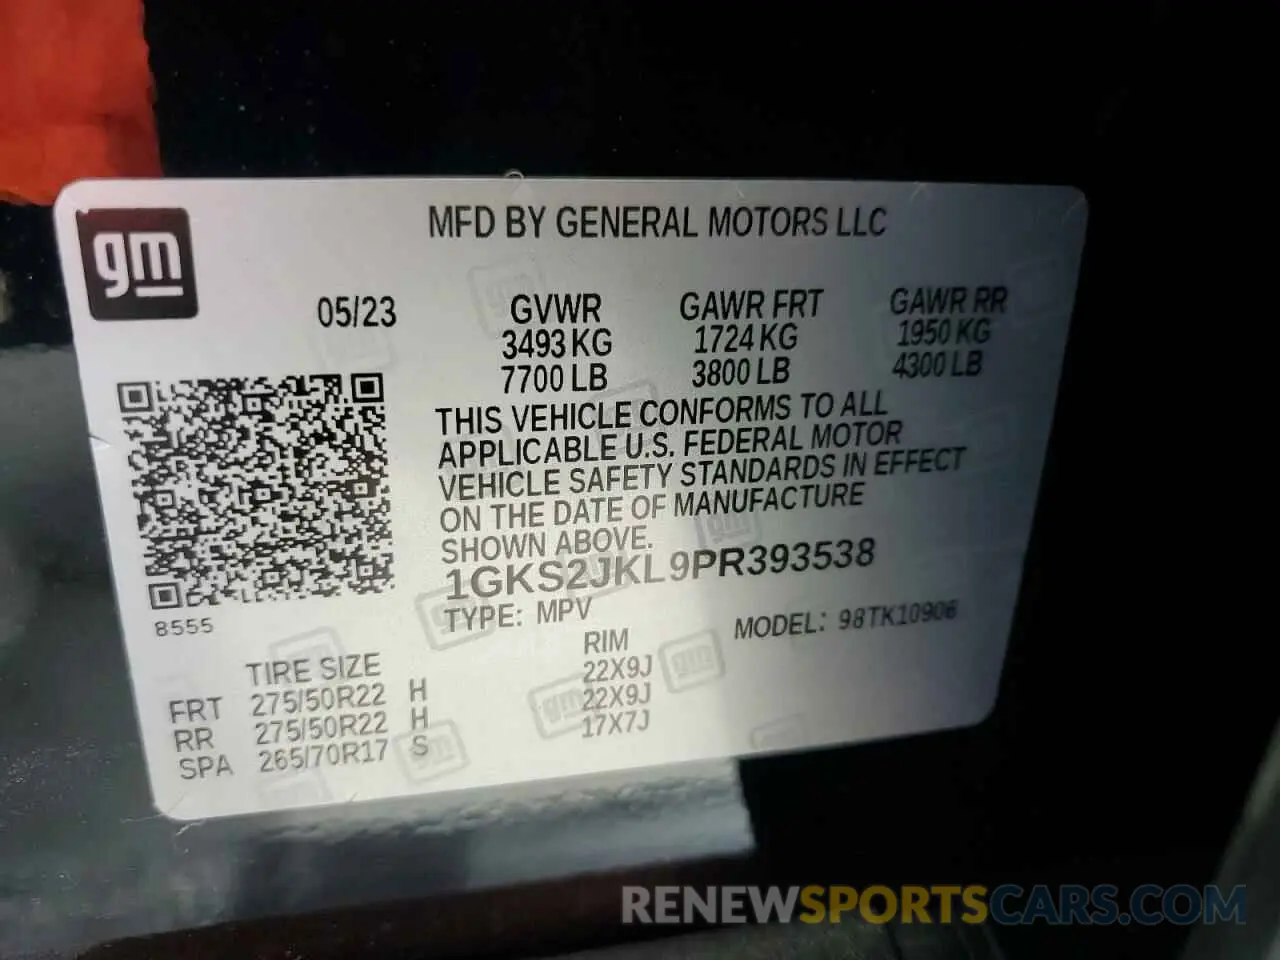 gm
MFD BY GENERAL MOTORS LLC
05/23
GVWR GAWR FRT GAWR RR
3493 KG 1724 KG 1950 KG
7700 LB 3800 LB 4300 LB
THIS VEHICLE CONFORMS TO ALL
APPLICABLE U.S. FEDERAL MOTOR
VEHICLE SAFETY STANDARDS IN EFFECT
ON THE DATE OF MANUFACTURE
SHOWN ABOVE.
1GKS2JKL9PR393538
8555
TYPE: MPV MODEL: 98TK10906
TIRE SIZE RIM
FRT 275/50R22 H 22X9J
RR 275/50R22 H 22X9J
SPA 265/70R17 S 17X7J
RENEWSPORTSCARS.COM